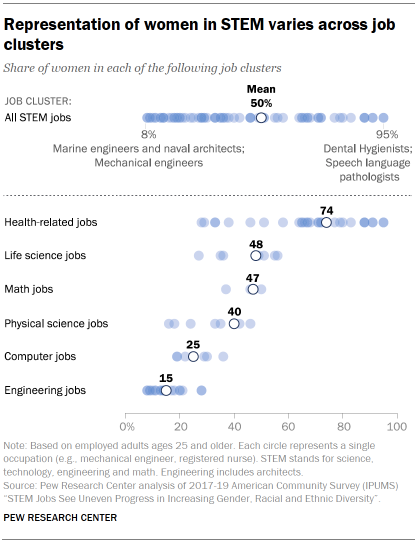 Representation of women in STEM varies across job
clusters
Share of women in each of the following job clusters
JOB CLUSTER:
Mean
50%
All STEM jobs
8%
95%
Marine engineers and naval architects;
Mechanical engineers
Dental Hygienists;
Speech language
pathologists
74
Health-related jobs
48
Life science jobs
47
Math jobs
40
Physical science jobs
25
Computer jobs
15
Engineering jobs
0% 20 40 60 80 100
Note: Based on employed adults ages 25 and older. Each circle represents a single
occupation (e.g., mechanical engineer, registered nurse). STEM stands for science,
technology, engineering and math. Engineering includes architects.
Source: Pew Research Center analysis of 2017-19 American Community Survey (IPUMS)
“STEM Jobs See Uneven Progress in Increasing Gender, Racial and Ethnic Diversity”.
PEW RESEARCH CENTER